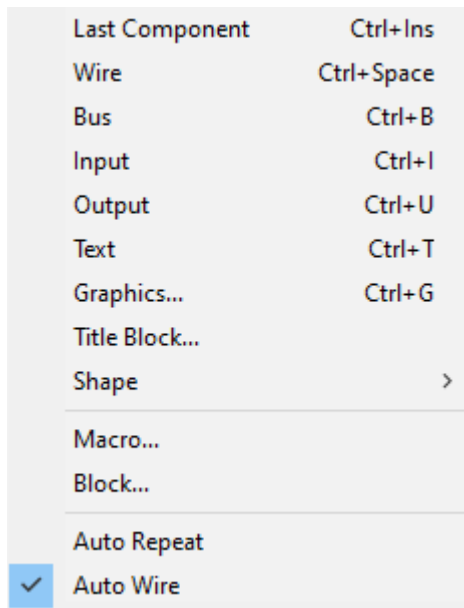 Last Component Ctrl+Ins
Wire Ctrl+Space
Bus Ctrl+B
Input Ctrl+I
Output Ctrl+U
Text Ctrl+T
Graphics... Ctrl+G
Title Block...
Shape
Macro...
Block...
Auto Repeat
Auto Wire